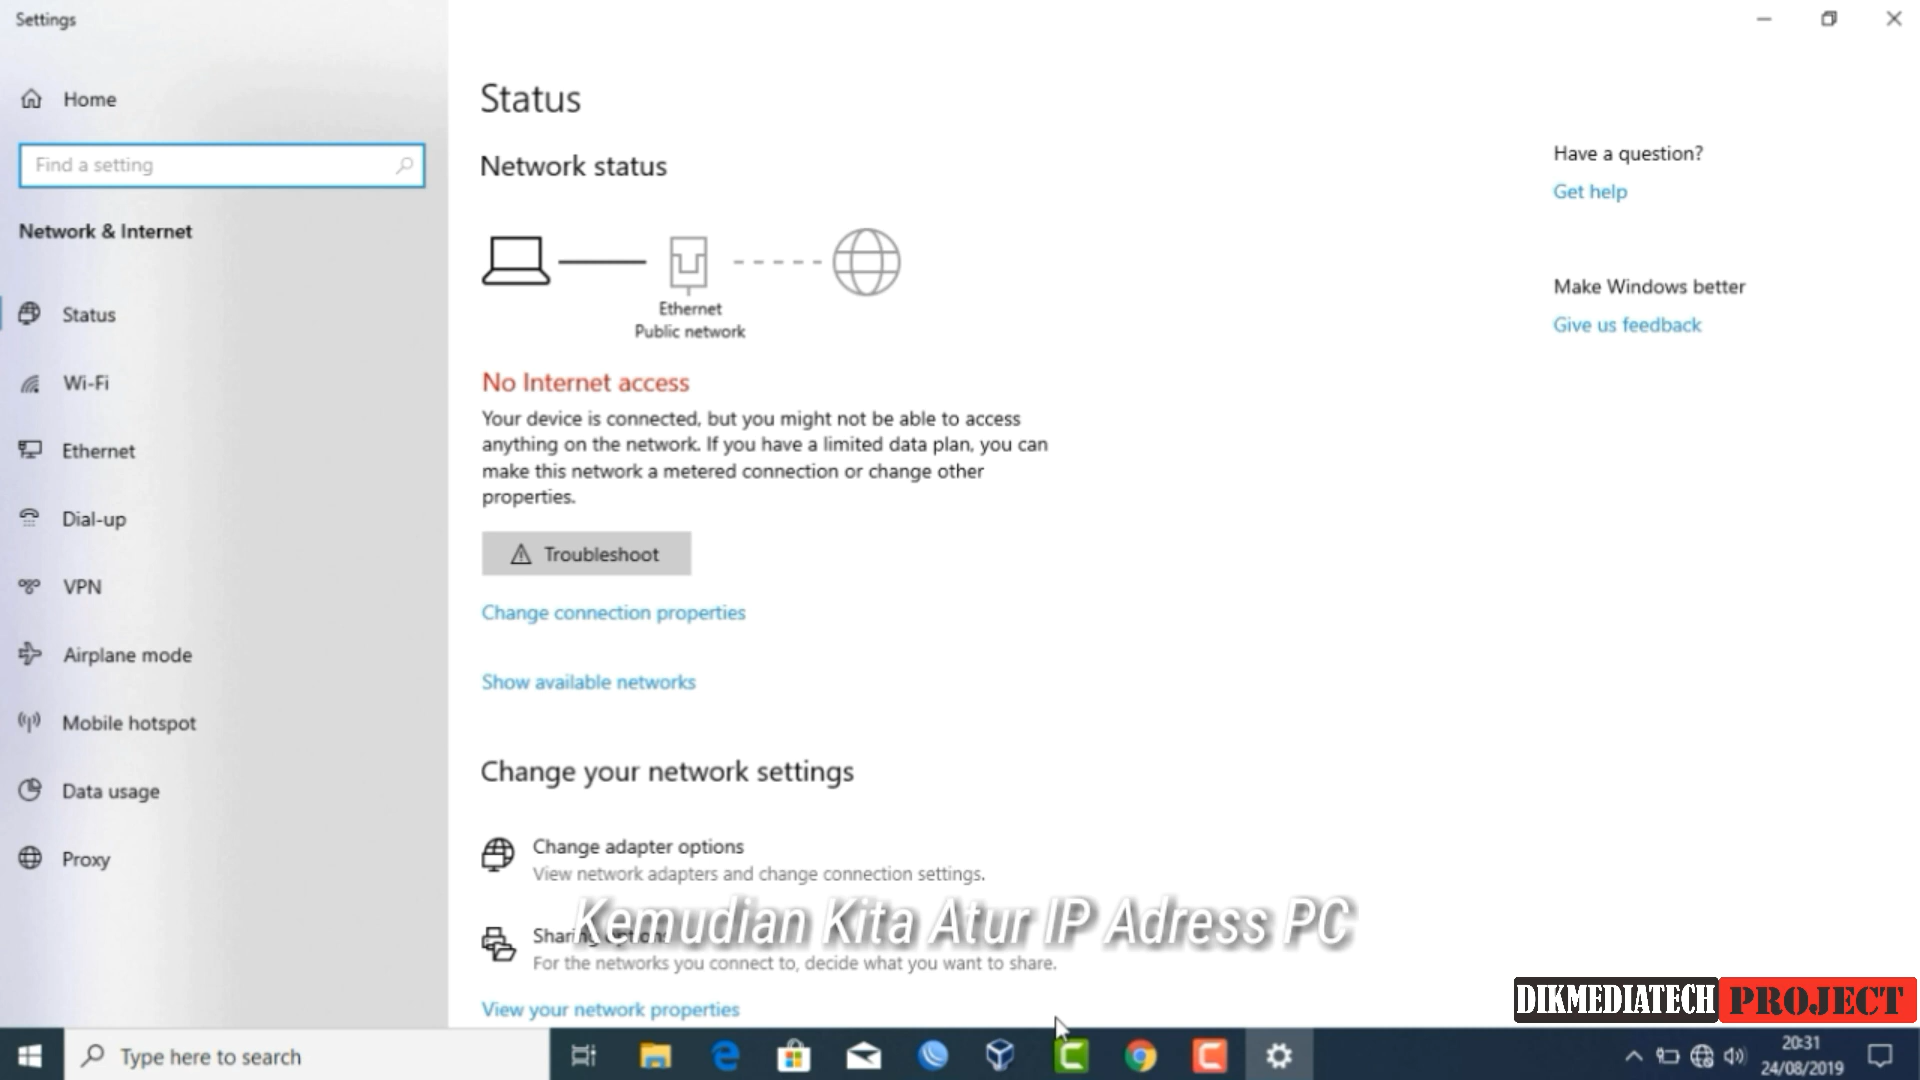 Settings
Home
Find a setting
Network & Internet
Status
Wi-Fi
Ethernet
Dial-up
VPN
Airplane mode
Mobile hotspot
Data usage
Proxy
Status
Network status
Ethernet
Public network
No Internet access
Your device is connected, but you might not be able to access
anything on the network. If you have a limited data plan, you can
make this network a metered connection or change other
properties.
Troubleshoot
Change connection properties
Show available networks
Change your network settings
Change adapter options
View network adapters and change connection settings.
Sharing options
For the networks you connect to, decide what you want to share.
View your network properties
Have a question?
Get help
Make Windows better
Give us feedback
Kemudian Kita Atur IP Adress PC
DIKMEDIATECH PROJECT
Type here to search
20:31
24/08/2019